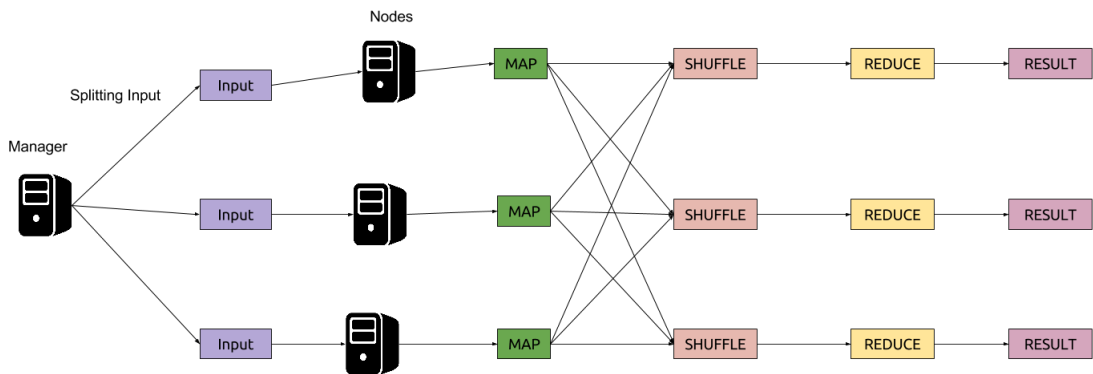 Nodes
MAP
SHUFFLE
REDUCE
RESULT
Input
Splitting Input
Manager
Input
MAP
SHUFFLE
REDUCE
RESULT
Input
MAP
SHUFFLE
REDUCE
RESULT